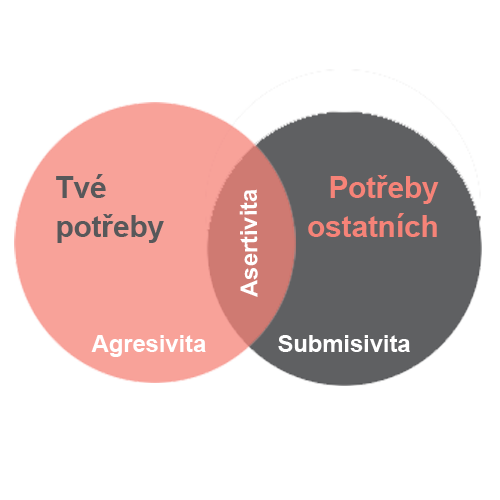 Tvé
potřeby
Potřeby
ostatních
Asertivita
Agresivita
Submisivita